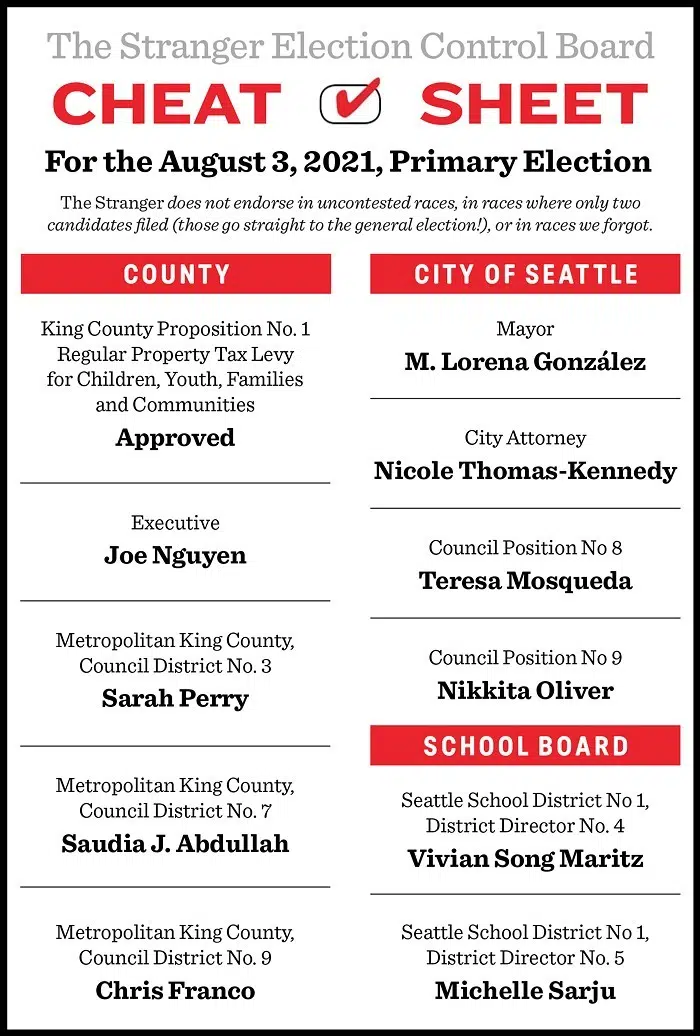 The Stranger Election Control Board
CHEAT SHEET
For the August 3, 2021, Primary Election
The Stranger does not endorse in uncontested races, in races where only two
candidates filed (those go straight to the general election!), or in races we forgot.
COUNTY
King County Proposition No. 1
Regular Property Tax Levy
for Children, Youth, Families
and Communities
Approved
Executive
Joe Nguyen
Metropolitan King County,
Council District No. 3
Sarah Perry
Metropolitan King County,
Council District No. 7
Saudia J. Abdullah
Metropolitan King County,
Council District No. 9
Chris Franco
CITY OF SEATTLE
Mayor
M. Lorena González
City Attorney
Nicole Thomas-Kennedy
Council Position No 8
Teresa Mosqueda
Council Position No 9
Nikkita Oliver
SCHOOL BOARD
Seattle School District No 1,
District Director No. 4
Vivian Song Maritz
Seattle School District No 1,
District Director No. 5
Michelle Sarju